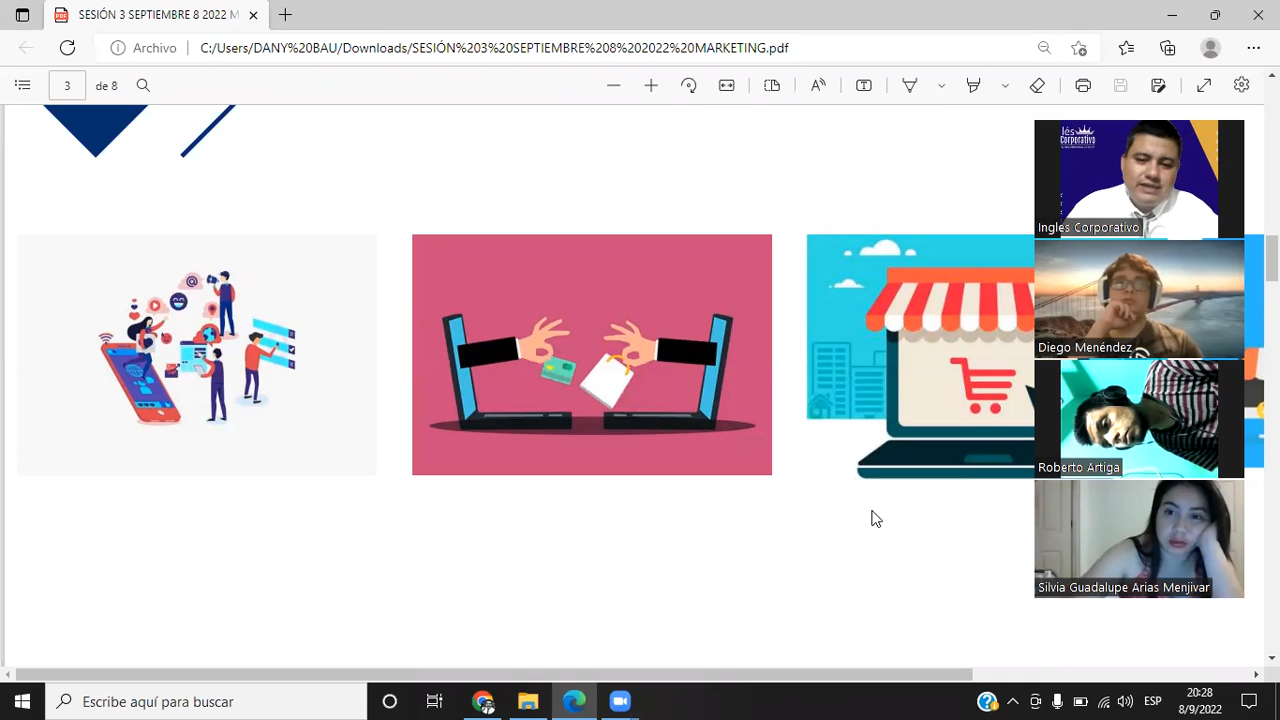 SESIÓN 3 SEPTIEMBRE 8 2022 M
Archivo
C:/Users/DANY%20BAU/Downloads/SESIÓN%203%20SEPTIEMBRE%208%202022%20MARKETING.pdf
3 de 8
lés
Corporativo
Ingles Corporativo
Diego Menéndez
Roberto Artiga
Silvia Guadalupe Arias Menjivar
Escribe aquí para buscar
ESP
20:28
8/9/2022